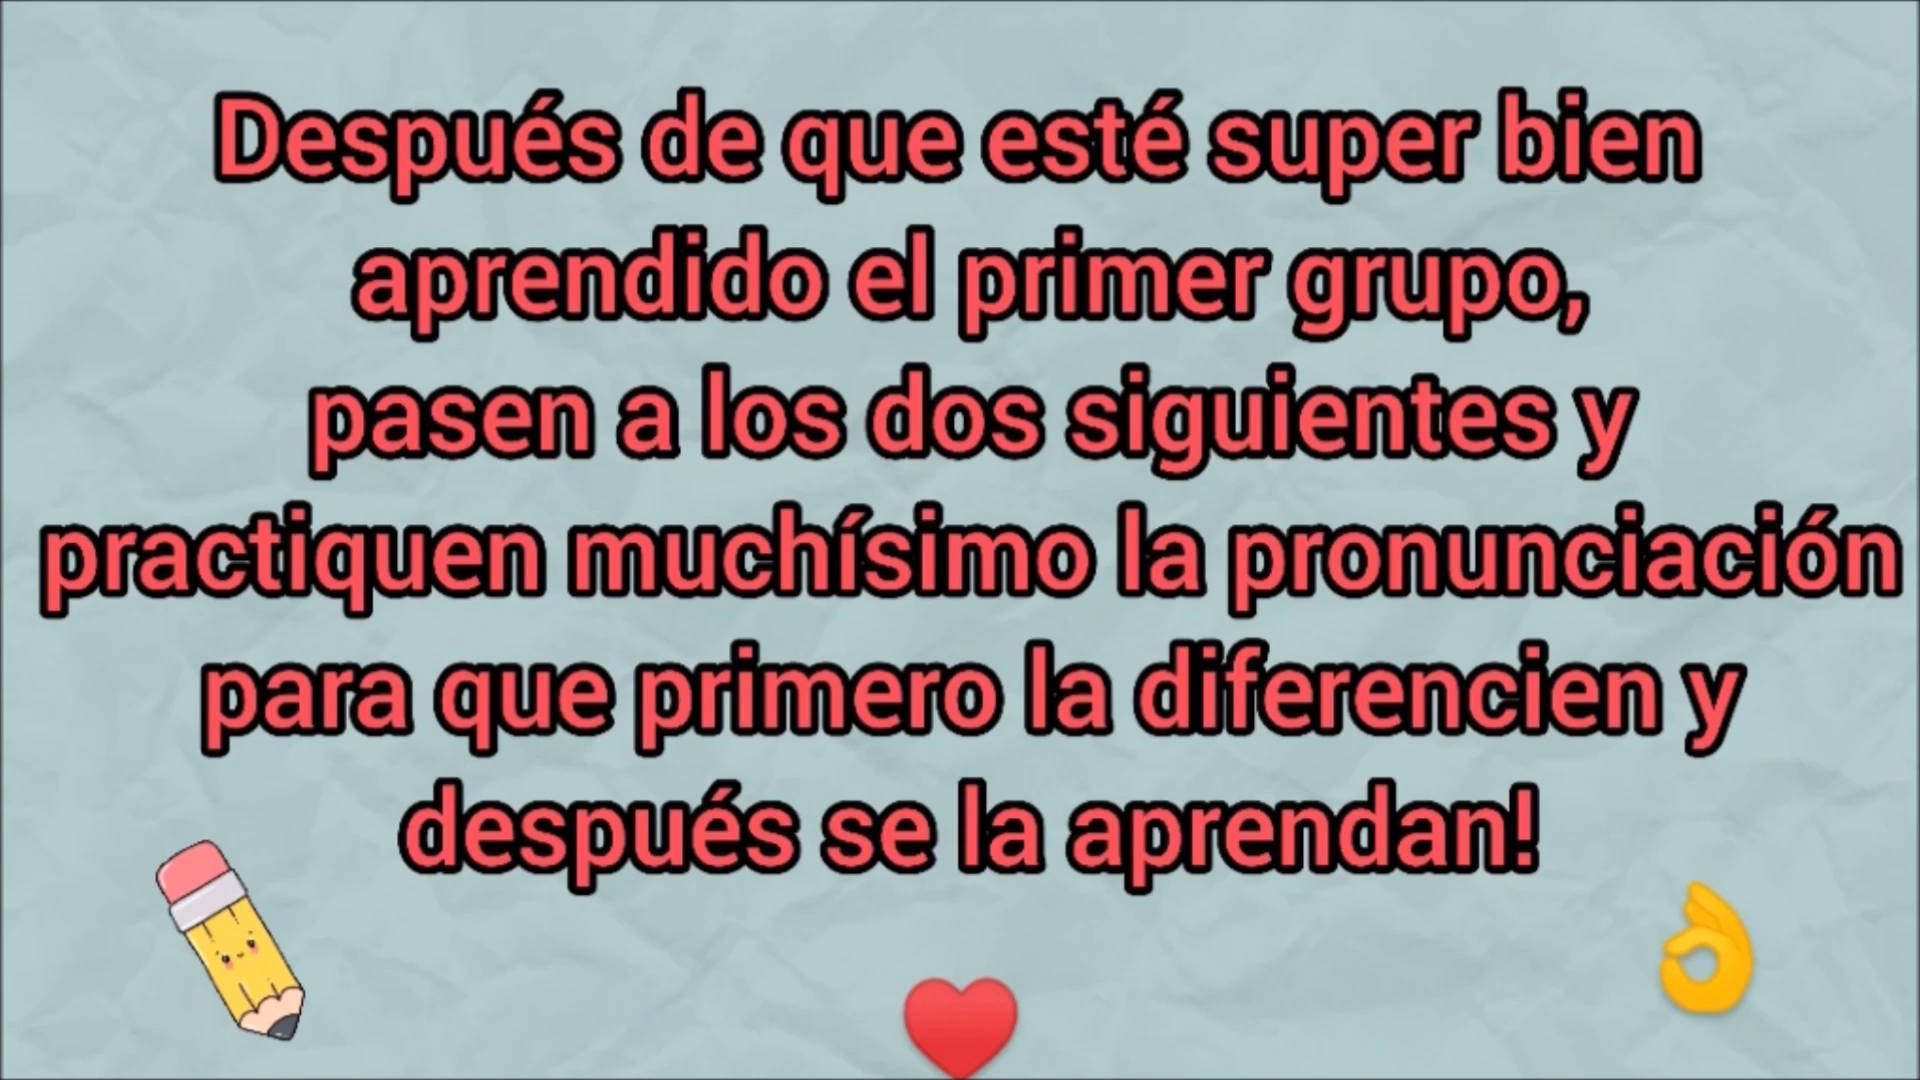 Después de que esté super bien
aprendido el primer grupo,
pasen a los dos siguientes y
practiquen muchísimo la pronunciación
para que primero la diferencien y
después se la aprendan!